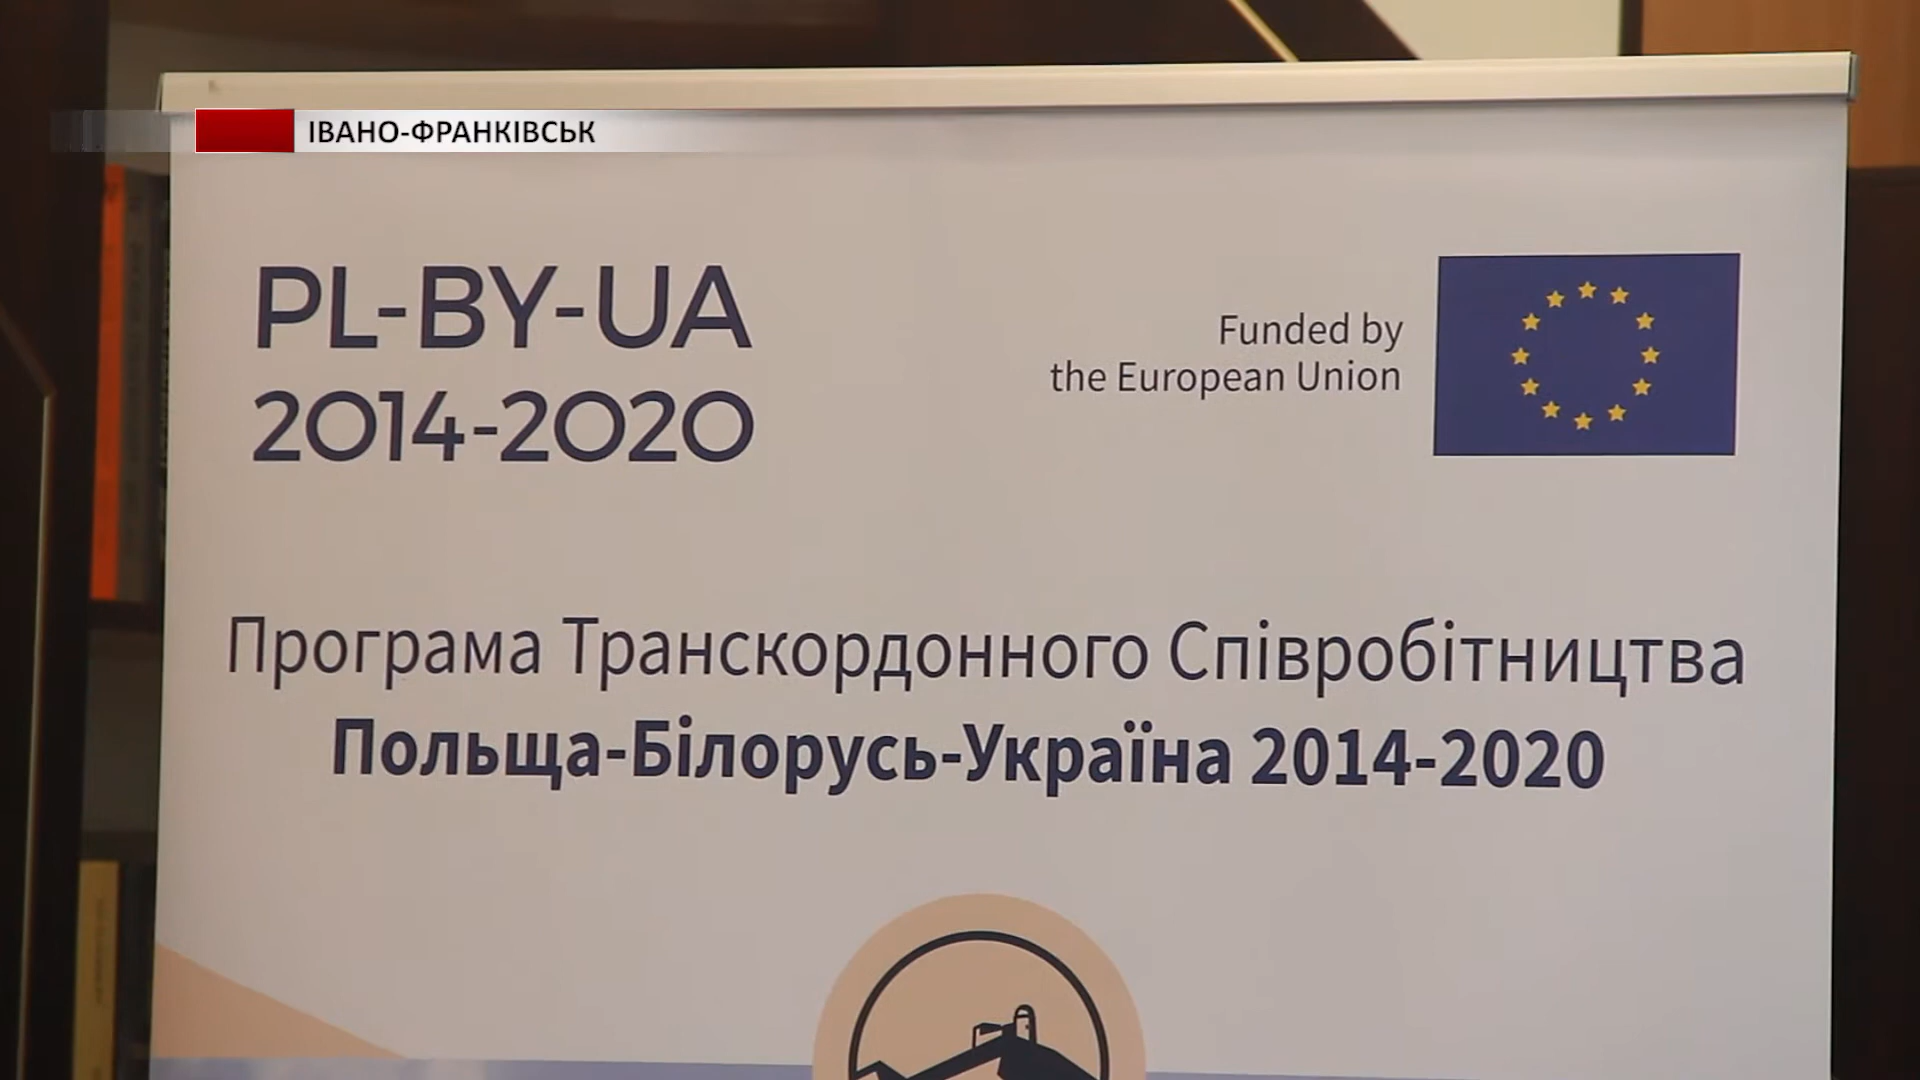 ІВАНО-ФРАНКІВСЬК
PL-BY-UA
2014-2020
Funded by
the European Union
Програма Транскордонного Співробітництва
Польща-Білорусь-Україна 2014-2020